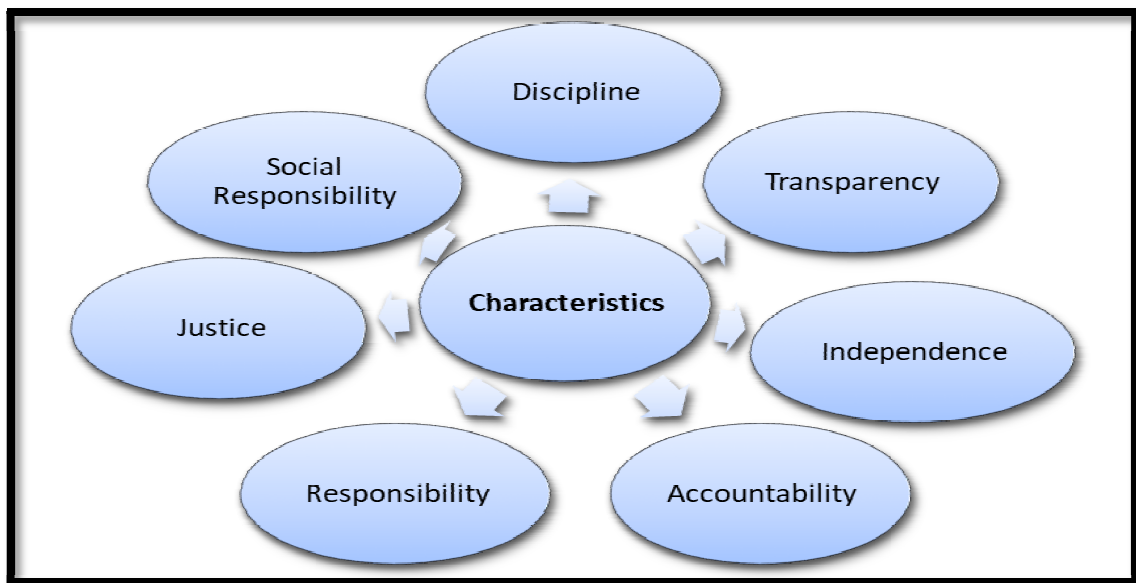 Discipline
Social
Responsibility
Transparency
Characteristics
Justice
Independence
Responsibility
Accountability